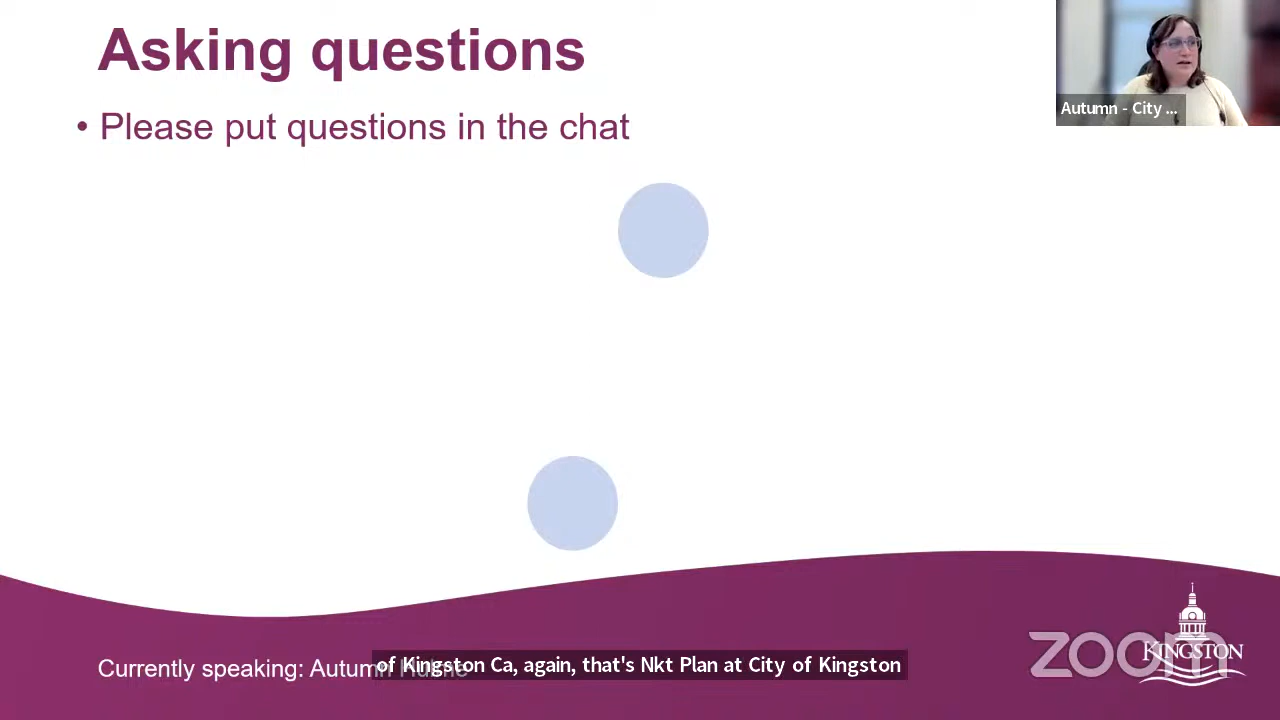 Asking questions
• Please put questions in the chat
Autumn - City ...
Currently speaking: Autumn
of Kingston Ca, again, that's Nkt Plan at City of Kingston
zoom
KINGSTON